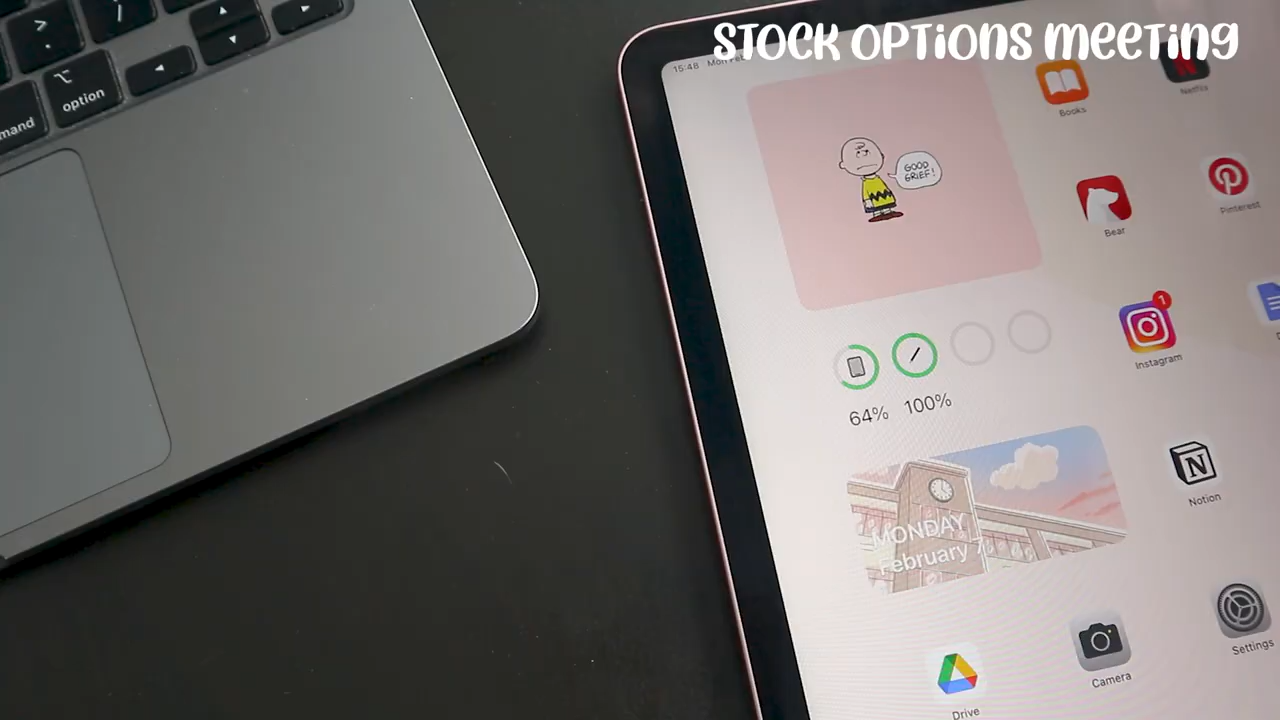 STOCK OPTIONS MEETING
15:48
Books
Netflix
GOOD
GRIEF!
Bear
Pinterest
1
Instagram
64% 100%
MONDAY
February 7
Notion
Settings
Camera
Drive
>
.
/
option
mand